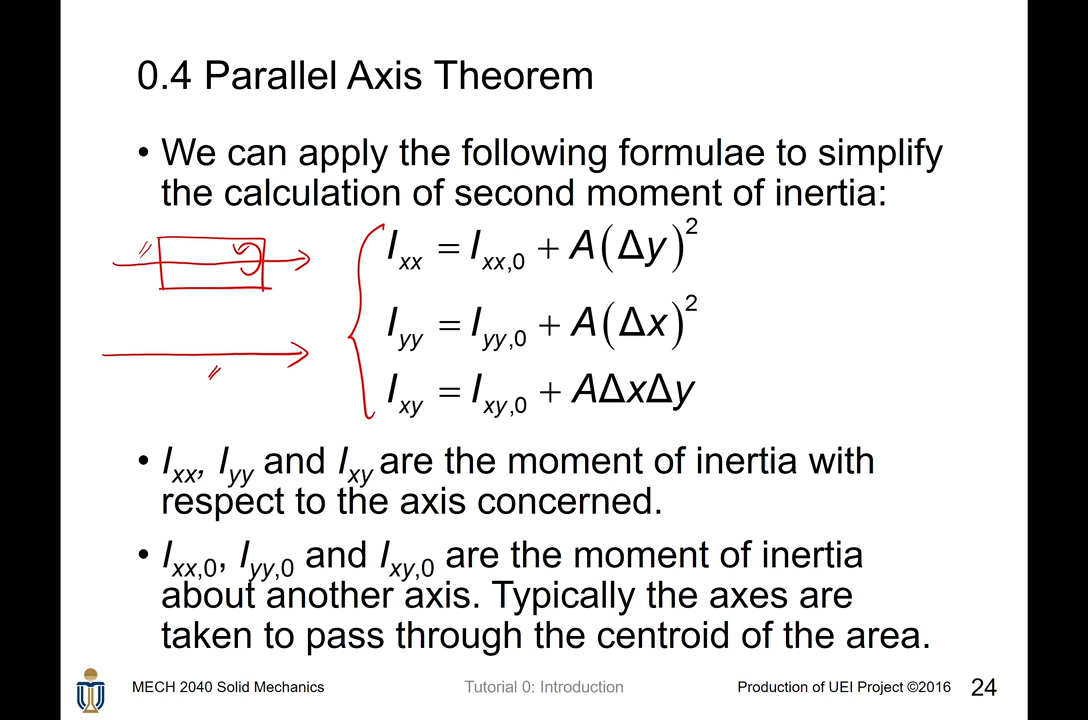 0.4 Parallel Axis Theorem
• We can apply the following formulae to simplify
the calculation of second moment of inertia:
I_xx = I_xx,0 + A(Δy)²
I_yy = I_yy,0 + A(Δx)²
I_xy = I_xy,0 + AΔxΔy
• I_xx, I_yy and I_xy are the moment of inertia with
respect to the axis concerned.
• I_xx,0, I_yy,0 and I_xy,0 are the moment of inertia
about another axis. Typically the axes are
taken to pass through the centroid of the area.
MECH 2040 Solid Mechanics
Tutorial 0: Introduction
Production of UEI Project ©2016
24